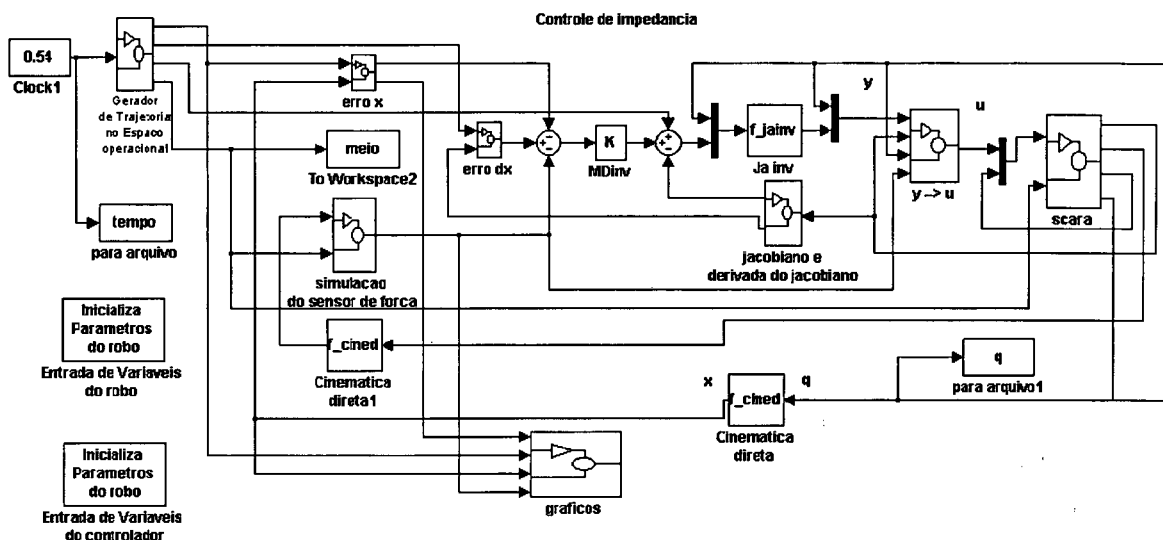 Controle de impedancia
0.54
Clock1
Gerador
de Trajetoria
no Espaco
operacional
erro x
meio
To Workspace2
tempo
para arquivo
erro dx
K
MDinv
f_jainv
Ja inv
y
u
y -> u
scara
jacobiano e
derivada do jacobiano
simulacao
do sensor de forca
Inicializa
Parametros
do robo
Entrada de Variaveis
do robo
f_cined
Cinematica
direta1
x
q
f_cined
Cinematica
direta
q
para arquivo1
Inicializa
Parametros
do robo
Entrada de Variaveis
do controlador
graficos